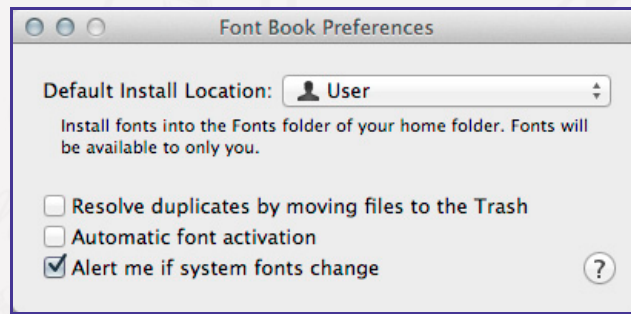 Font Book Preferences
Default Install Location: User
Install fonts into the Fonts folder of your home folder. Fonts will
be available to only you.
Resolve duplicates by moving files to the Trash
Automatic font activation
Alert me if system fonts change
?